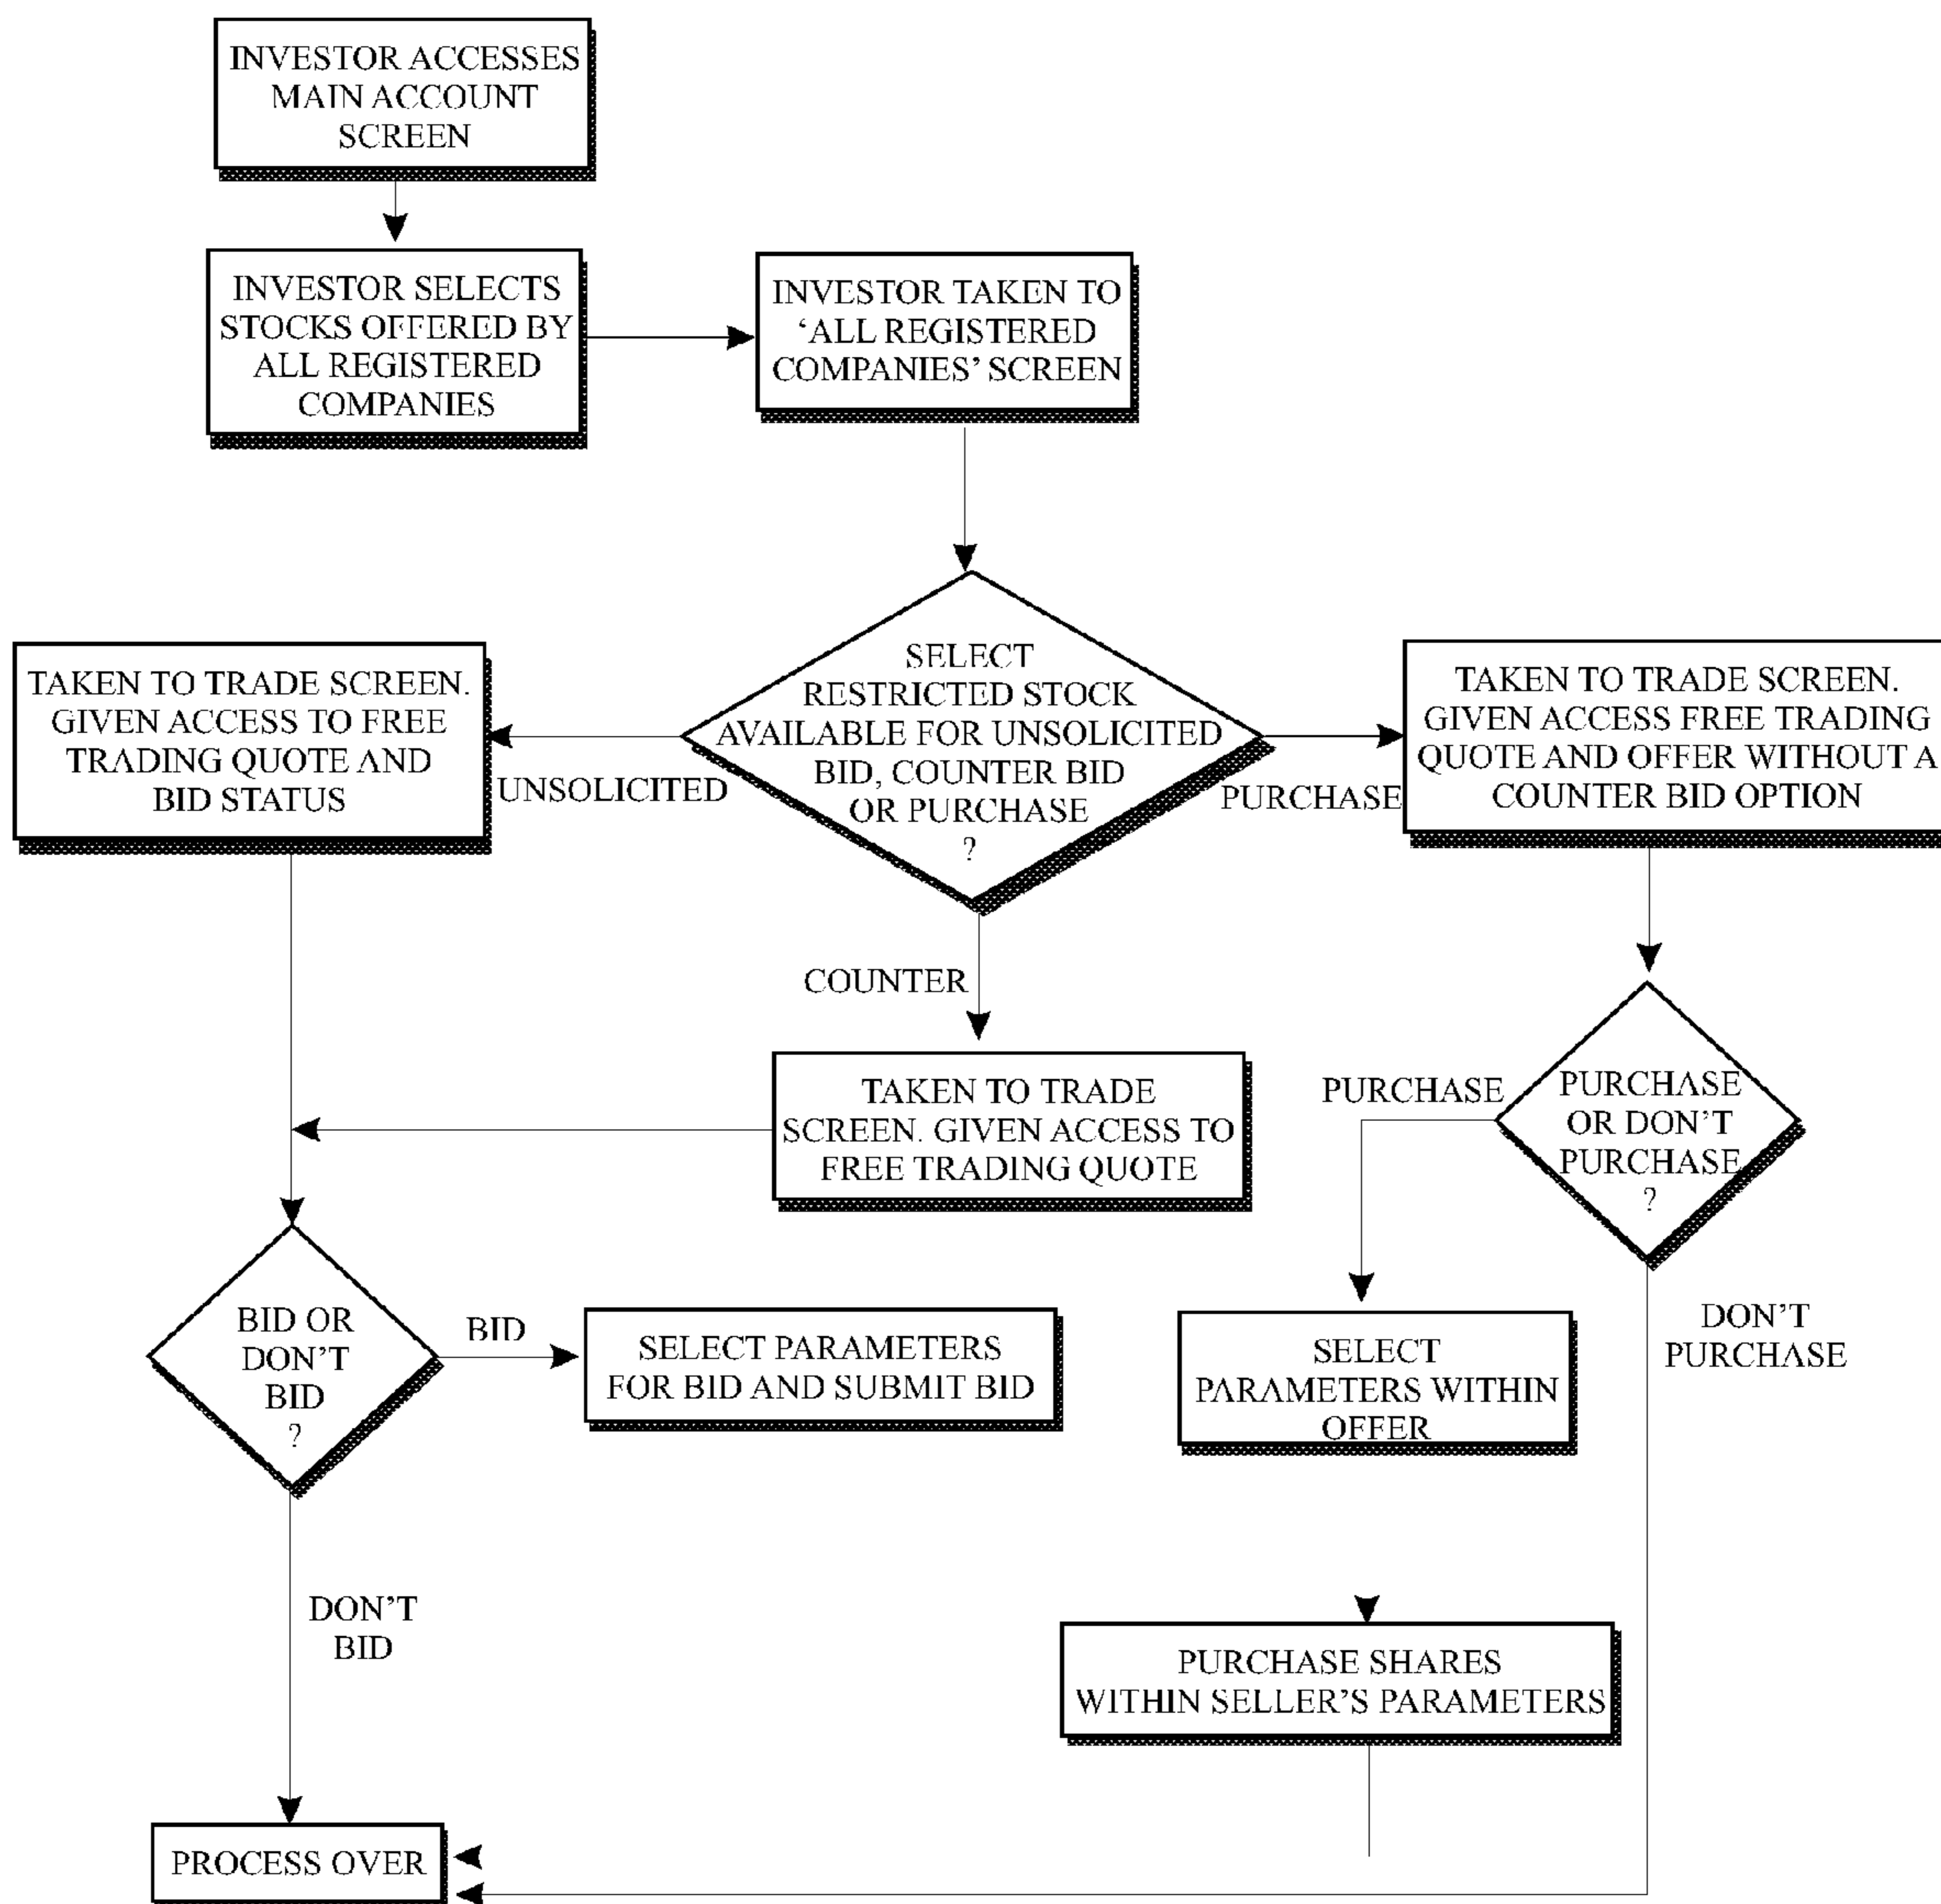 INVESTOR ACCESSES
MAIN ACCOUNT
SCREEN
INVESTOR SELECTS
STOCKS OFFERED BY
ALL REGISTERED
COMPANIES
INVESTOR TAKEN TO
‘ALL REGISTERED
COMPANIES’ SCREEN
TAKEN TO TRADE SCREEN.
GIVEN ACCESS TO FREE
TRADING QUOTE AND
BID STATUS
UNSOLICITED
SELECT
RESTRICTED STOCK
AVAILABLE FOR UNSOLICITED
BID, COUNTER BID
OR PURCHASE
?
PURCHASE
TAKEN TO TRADE SCREEN.
GIVEN ACCESS FREE TRADING
QUOTE AND OFFER WITHOUT A
COUNTER BID OPTION
COUNTER
TAKEN TO TRADE
SCREEN. GIVEN ACCESS TO
FREE TRADING QUOTE
PURCHASE
PURCHASE
OR DON’T
PURCHASE
?
BID OR
DON’T
BID
?
BID
SELECT PARAMETERS
FOR BID AND SUBMIT BID
SELECT
PARAMETERS WITHIN
OFFER
DON’T
PURCHASE
DON’T
BID
PURCHASE SHARES
WITHIN SELLER’S PARAMETERS
PROCESS OVER